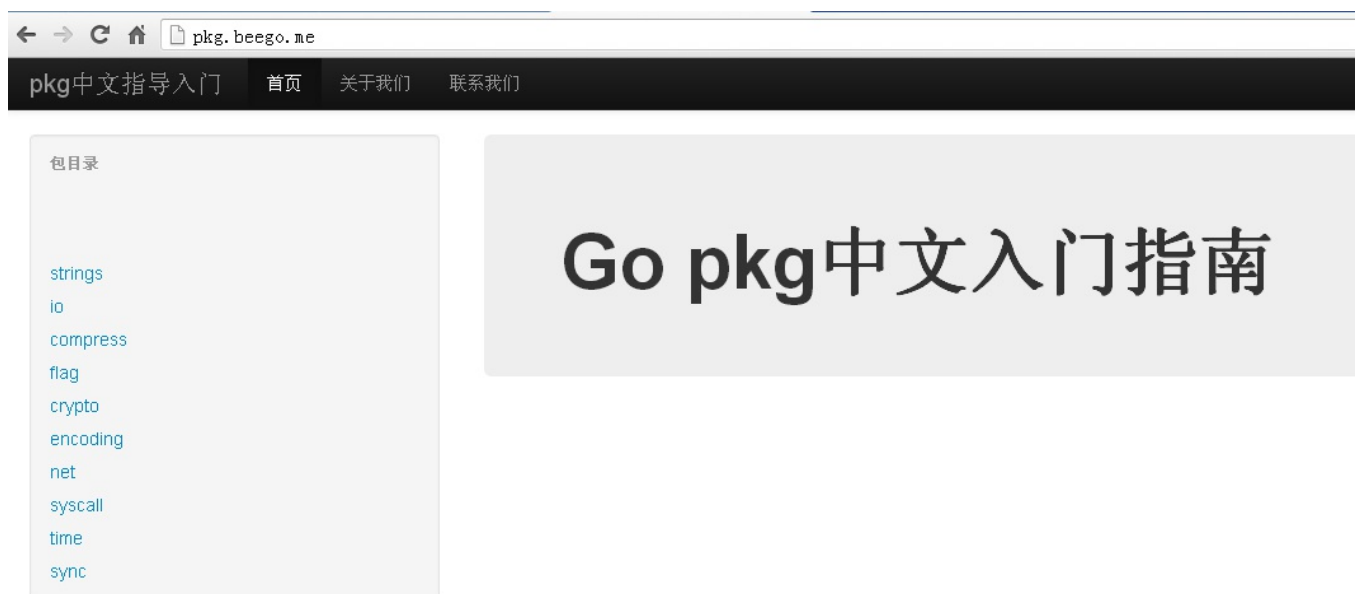 pkg.beego.me
pkg中文指导入门 首页 关于我们 联系我们
包目录
Go pkg中文入门指南
strings
io
compress
flag
crypto
encoding
net
syscall
time
sync